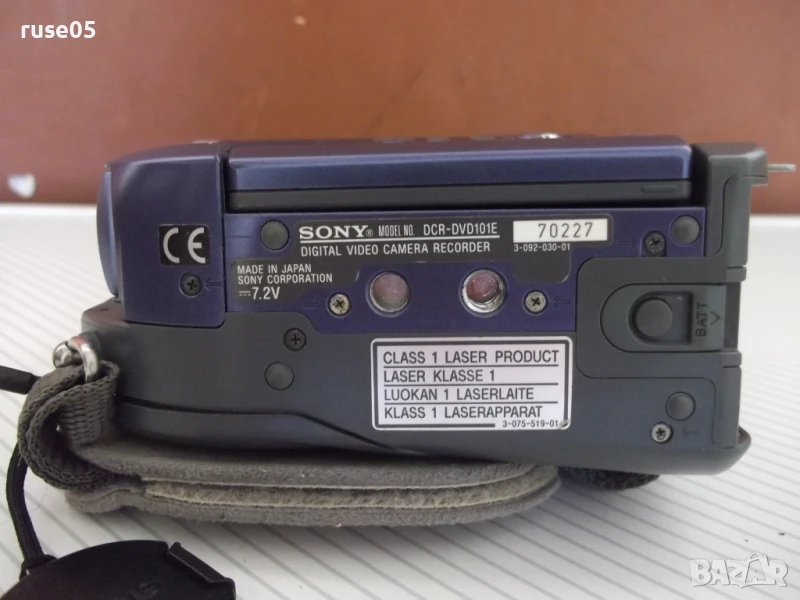 ruse05
SONY® MODEL NO. DCR-DVD101E 70227
DIGITAL VIDEO CAMERA RECORDER 3-092-030-01
CE
MADE IN JAPAN
SONY CORPORATION
⎓7.2V
BATT
CLASS 1 LASER PRODUCT
LASER KLASSE 1
LUOKAN 1 LASERLAITE
KLASS 1 LASERAPPARAT
3-075-519-01
BAZAR